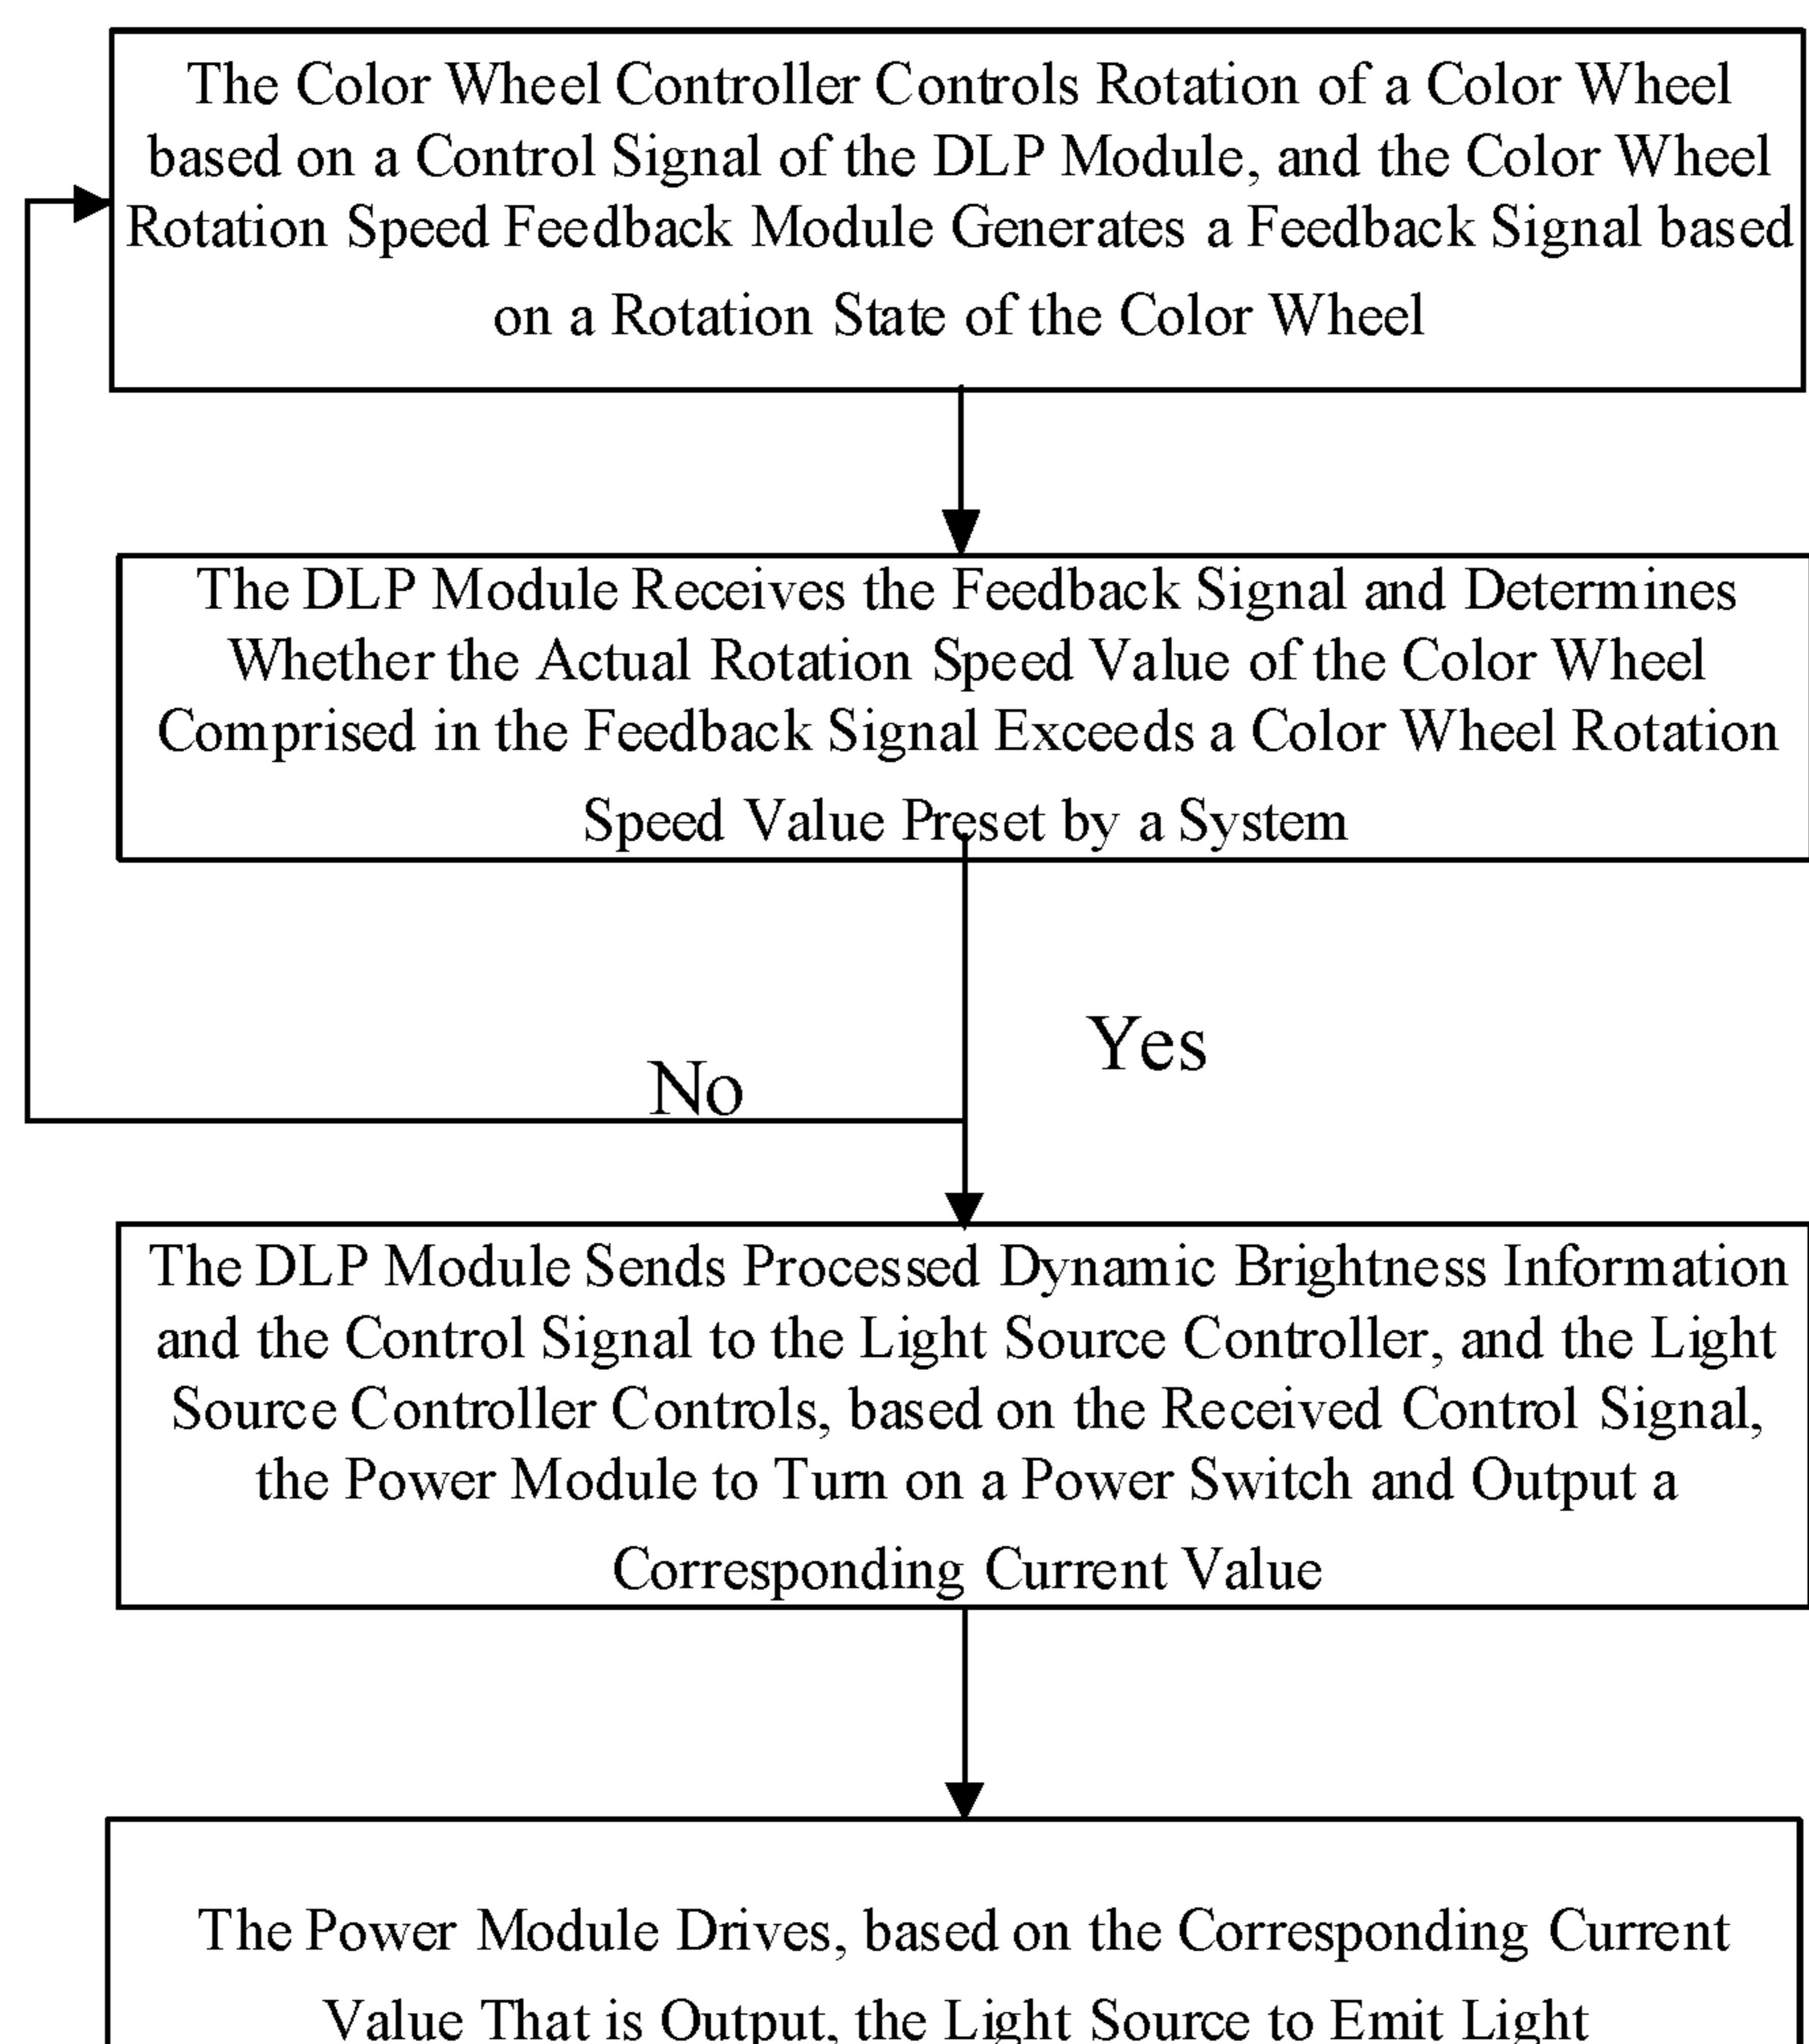 The Color Wheel Controller Controls Rotation of a Color Wheel
based on a Control Signal of the DLP Module, and the Color Wheel
Rotation Speed Feedback Module Generates a Feedback Signal based
on a Rotation State of the Color Wheel
The DLP Module Receives the Feedback Signal and Determines
Whether the Actual Rotation Speed Value of the Color Wheel
Comprised in the Feedback Signal Exceeds a Color Wheel Rotation
Speed Value Preset by a System
Yes
No
The DLP Module Sends Processed Dynamic Brightness Information
and the Control Signal to the Light Source Controller, and the Light
Source Controller Controls, based on the Received Control Signal,
the Power Module to Turn on a Power Switch and Output a
Corresponding Current Value
The Power Module Drives, based on the Corresponding Current
Value That is Output, the Light Source to Emit Light